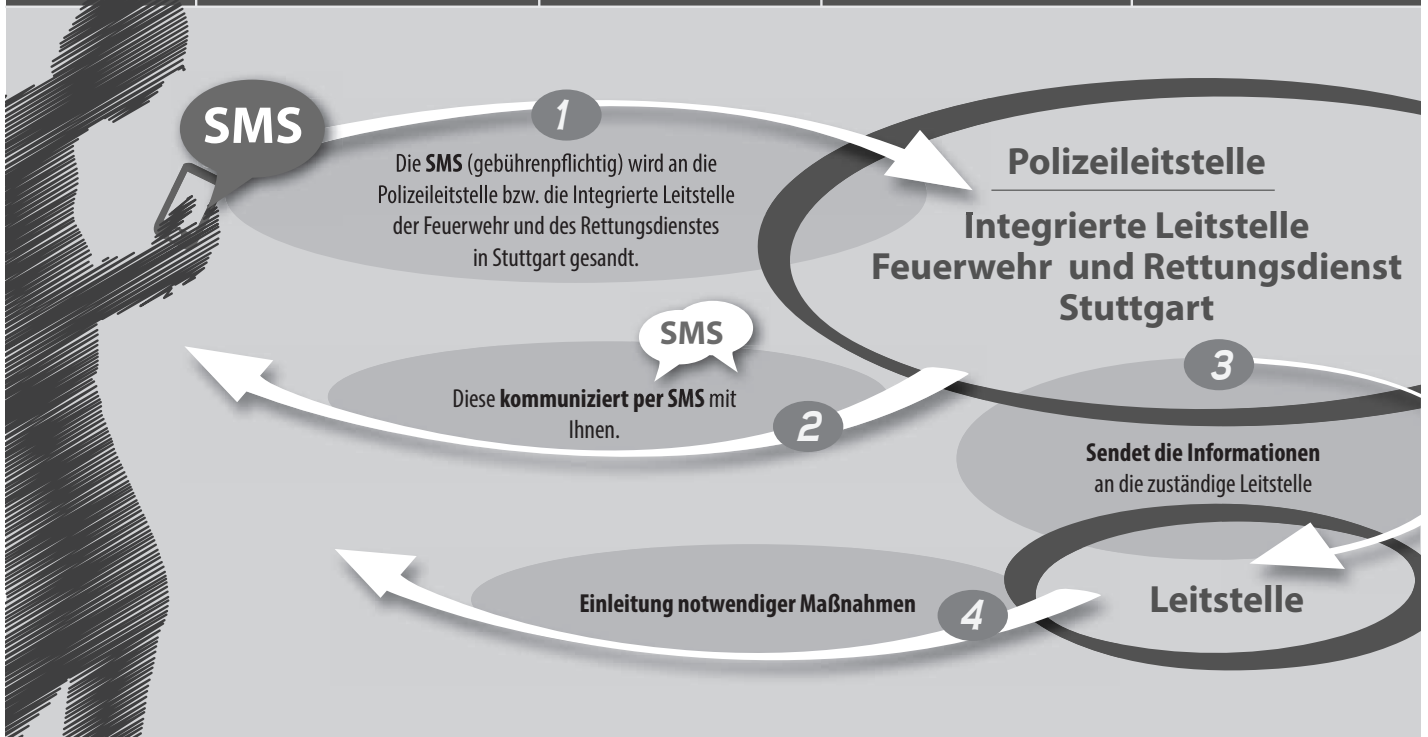 SMS
1
Die SMS (gebührenpflichtig) wird an die
Polizeileitstelle bzw. die Integrierte Leitstelle
der Feuerwehr und des Rettungsdienstes
in Stuttgart gesandt.
Polizeileitstelle
Integrierte Leitstelle
Feuerwehr und Rettungsdienst
Stuttgart
SMS
Diese kommuniziert per SMS mit
Ihnen.
2
3
Sendet die Informationen
an die zuständige Leitstelle
Einleitung notwendiger Maßnahmen
4
Leitstelle